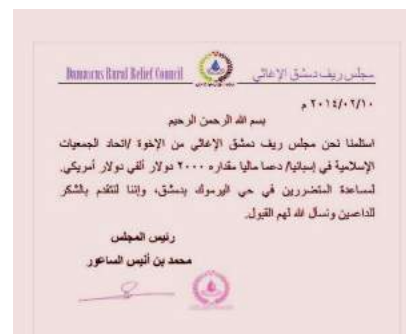 Damascus Rural Relief Council
مجلس ريف دمشق الإغاثي
٢٠١٤/٠٢/١٠ م
بسم الله الرحمن الرحيم
استلمنا نحن مجلس ريف دمشق الإغاثي من الإخوة /اتحاد الجمعيات
الإسلامية في إسبانيا/ دعما ماليا مقداره ٢٠٠٠ دولار ألفي دولار أمريكي.
لمساعدة المتضررين في حي اليرموك بدمشق، وإننا لنتقدم بالشكر
للداعمين ونسأل الله لهم القبول.
رئيس المجلس
محمد بن أنيس الساعور